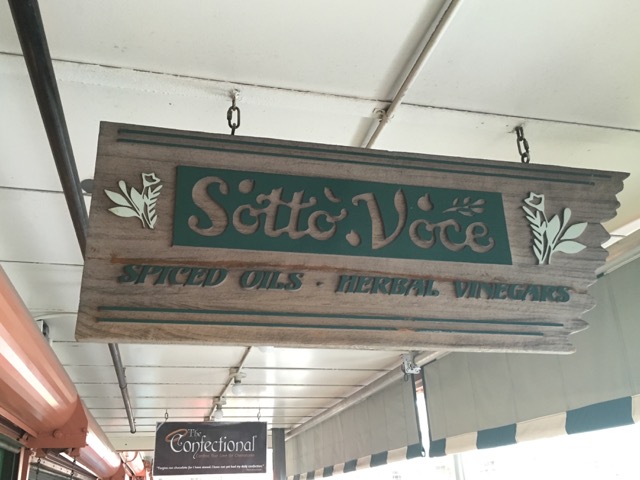 Sotto Voce
SPICED OILS · HERBAL VINEGARS
The
Confectional